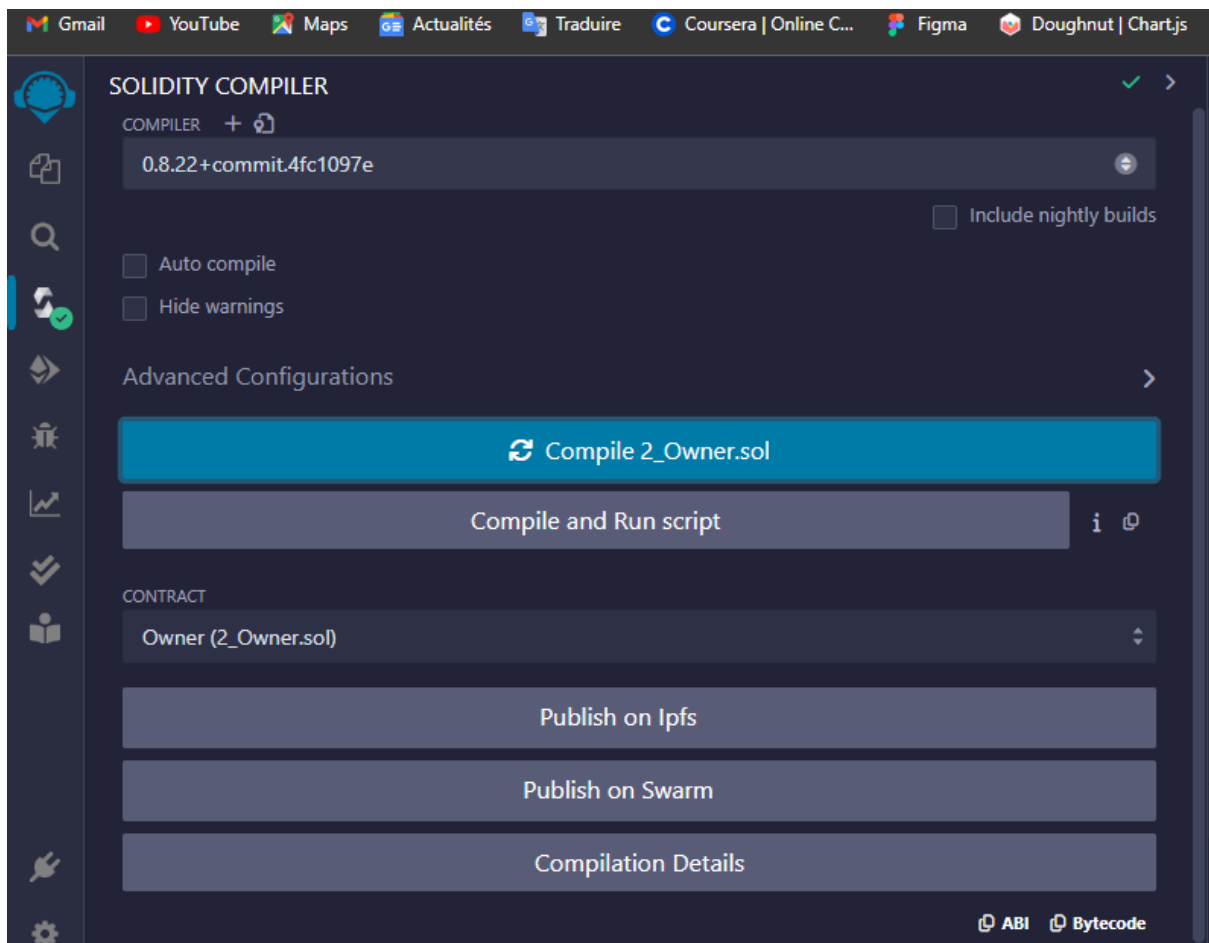 Gmail YouTube Maps Actualités Traduire Coursera | Online C... Figma Doughnut | Chart.js
SOLIDITY COMPILER
COMPILER
0.8.22+commit.4fc1097e
Include nightly builds
Auto compile
Hide warnings
Advanced Configurations
Compile 2_Owner.sol
Compile and Run script
CONTRACT
Owner (2_Owner.sol)
Publish on Ipfs
Publish on Swarm
Compilation Details
ABI Bytecode